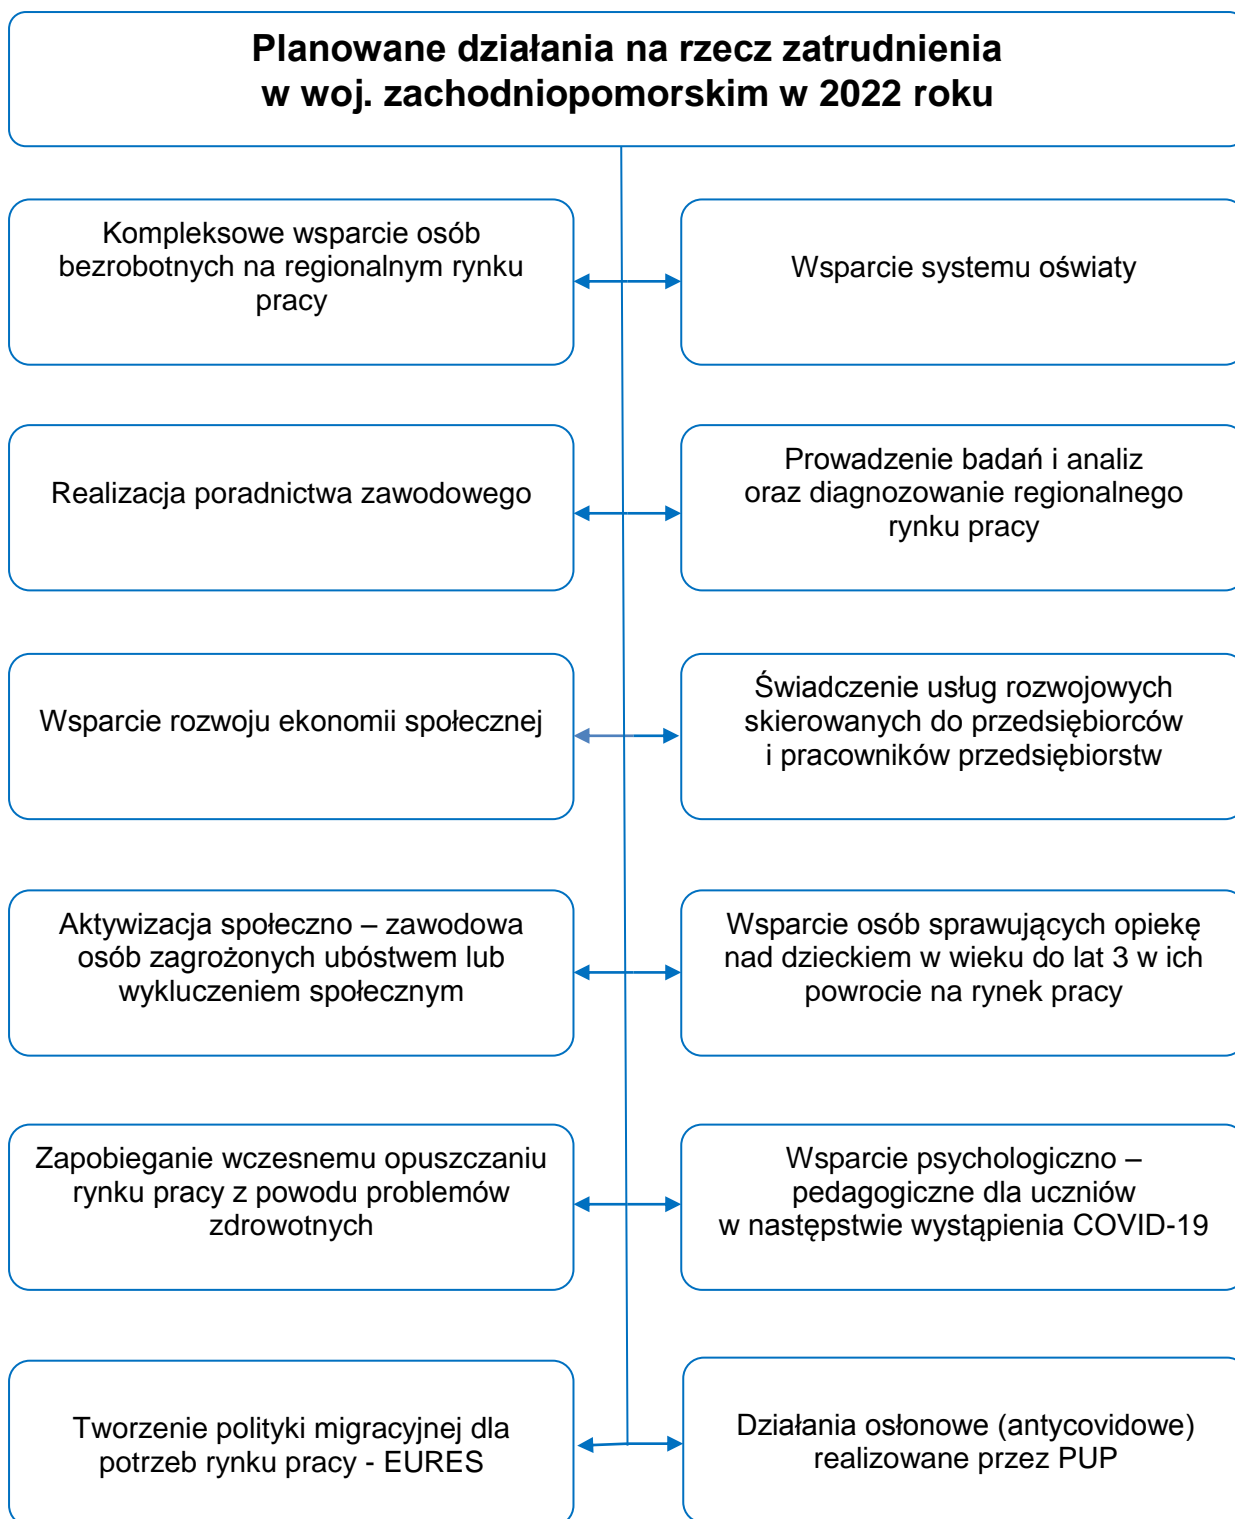 Planowane działania na rzecz zatrudnienia
w woj. zachodniopomorskim w 2022 roku
Kompleksowe wsparcie osób
bezrobotnych na regionalnym rynku
pracy
Wsparcie systemu oświaty
Realizacja poradnictwa zawodowego
Prowadzenie badań i analiz
oraz diagnozowanie regionalnego
rynku pracy
Wsparcie rozwoju ekonomii społecznej
Świadczenie usług rozwojowych
skierowanych do przedsiębiorców
i pracowników przedsiębiorstw
Aktywizacja społeczno – zawodowa
osób zagrożonych ubóstwem lub
wykluczeniem społecznym
Wsparcie osób sprawujących opiekę
nad dzieckiem w wieku do lat 3 w ich
powrocie na rynek pracy
Zapobieganie wczesnemu opuszczaniu
rynku pracy z powodu problemów
zdrowotnych
Wsparcie psychologiczno –
pedagogiczne dla uczniów
w następstwie wystąpienia COVID-19
Tworzenie polityki migracyjnej dla
potrzeb rynku pracy - EURES
Działania osłonowe (antycovidowe)
realizowane przez PUP